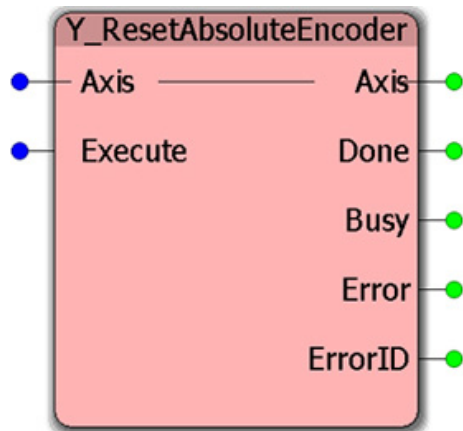 Y_ResetAbsoluteEncoder
Axis Axis
Execute Done
Busy
Error
ErrorID